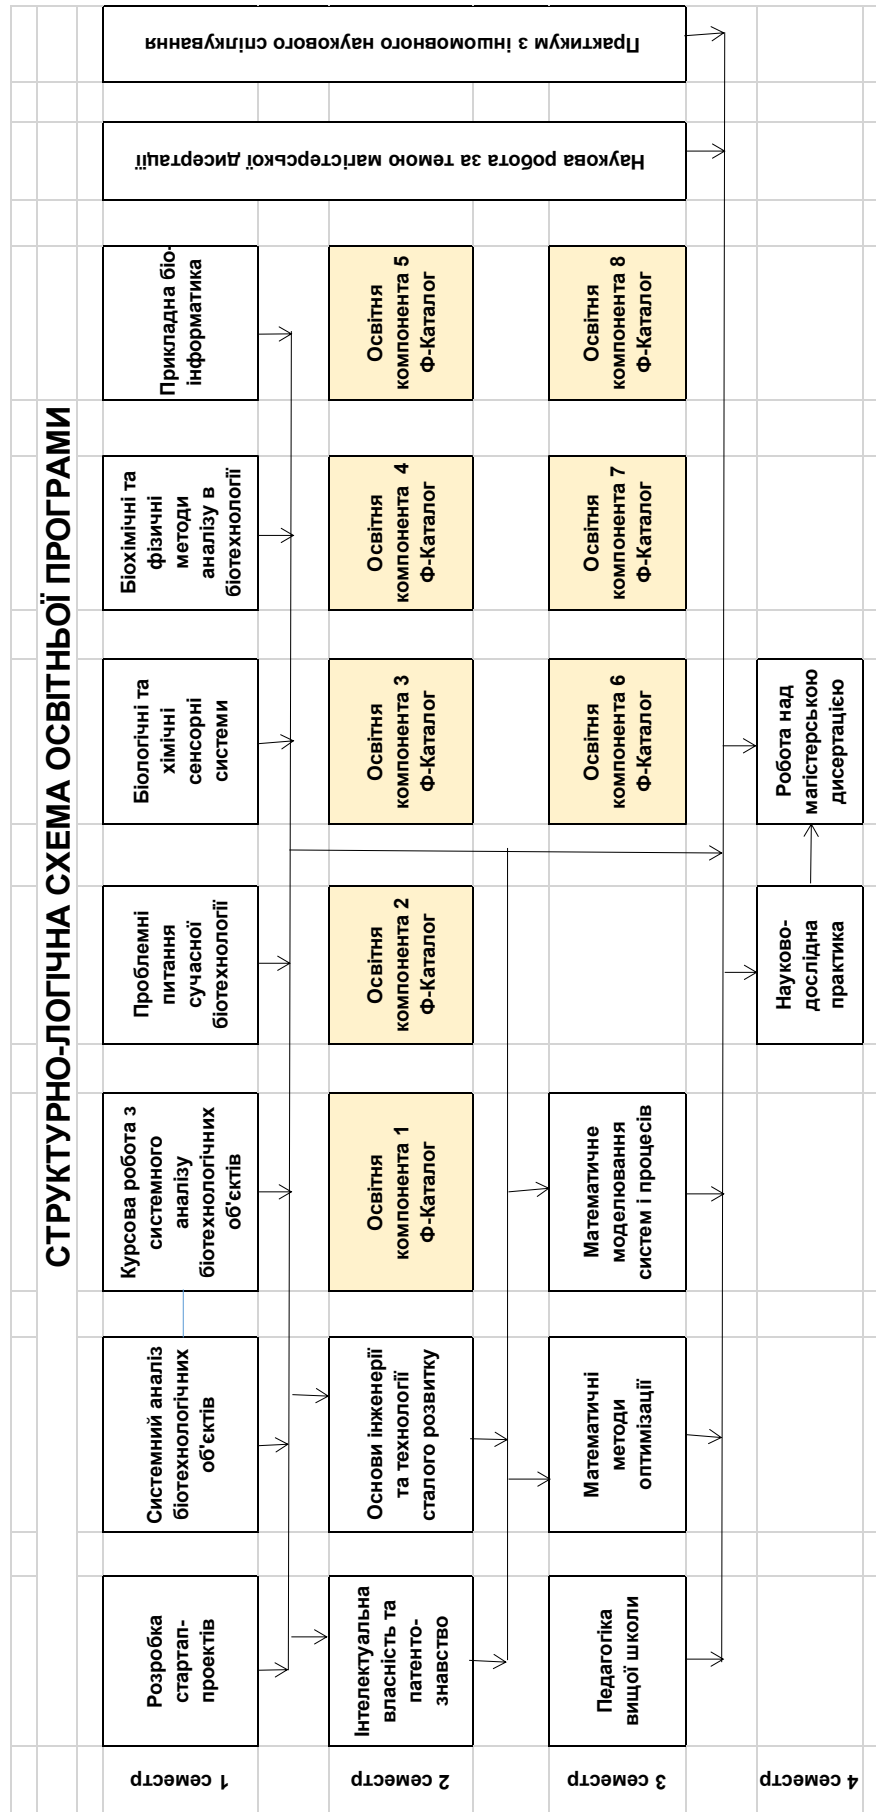 СТРУКТУРНО-ЛОГІЧНА СХЕМА ОСВІТНЬОЇ ПРОГРАМИ
1 семестр
Розробка
стартап-
проектів
Системний аналіз
біотехнологічних
об'єктів
Курсова робота з
системного
аналізу
біотехнологічних
об'єктів
Проблемні
питання
сучасної
біотехнології
Біологічні та
хімічні
сенсорні
системи
Біохімічні та
фізичні
методи
аналізу в
біотехнології
Прикладна біо-
інформатика
2 семестр
Інтелектуальна
власність та
патенто-
знавство
Основи інженерії
та технології
сталого розвитку
Освітня
компонента 1
Ф-Каталог
Освітня
компонента 2
Ф-Каталог
Освітня
компонента 3
Ф-Каталог
Освітня
компонента 4
Ф-Каталог
Освітня
компонента 5
Ф-Каталог
3 семестр
Педагогіка
вищої школи
Математичні
методи
оптимізації
Математичне
моделювання
систем і процесів
Освітня
компонента 6
Ф-Каталог
Освітня
компонента 7
Ф-Каталог
Освітня
компонента 8
Ф-Каталог
4 семестр
Науково-
дослідна
практика
Робота над
магістерською
дисертацією
Наукова робота за темою магістерської дисертації
Практикум з іншомовного наукового спілкування